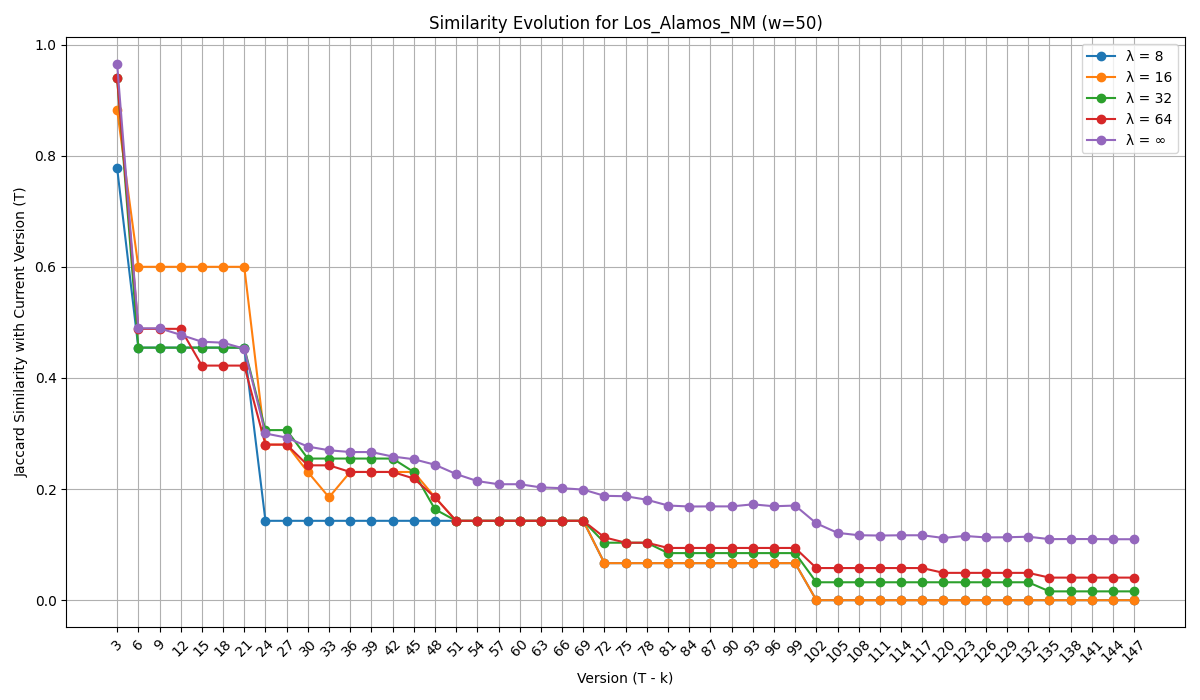 Similarity Evolution for Los_Alamos_NM (w=50)
Jaccard Similarity with Current Version (T)
1.0
0.8
0.6
0.4
0.2
0.0
λ = 8
λ = 16
λ = 32
λ = 64
λ = ∞
3 6 9 12 15 18 21 24 27 30 33 36 39 42 45 48 51 54 57 60 63 66 69 72 75 78 81 84 87 90 93 96 99 102 105 108 111 114 117 120 123 126 129 132 135 138 141 144 147
Version (T - k)